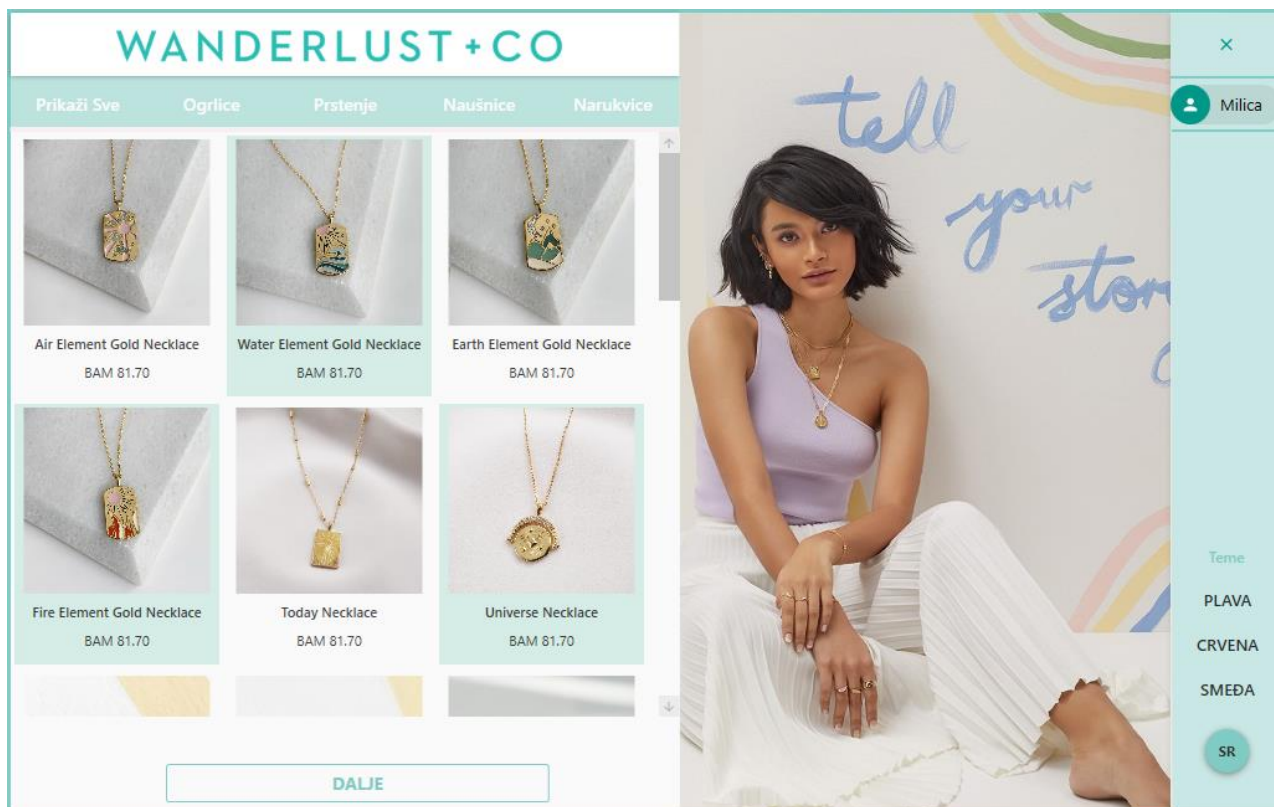 WANDERLUST + CO
Prikaži Sve Ogrlice Prstenje Naušnice Narukvice
Air Element Gold Necklace
BAM 81.70
Water Element Gold Necklace
BAM 81.70
Earth Element Gold Necklace
BAM 81.70
Fire Element Gold Necklace
BAM 81.70
Today Necklace
BAM 81.70
Universe Necklace
BAM 81.70
DALJE
tell
your
Milica
Teme
PLAVA
CRVENA
SMEĐA
SR